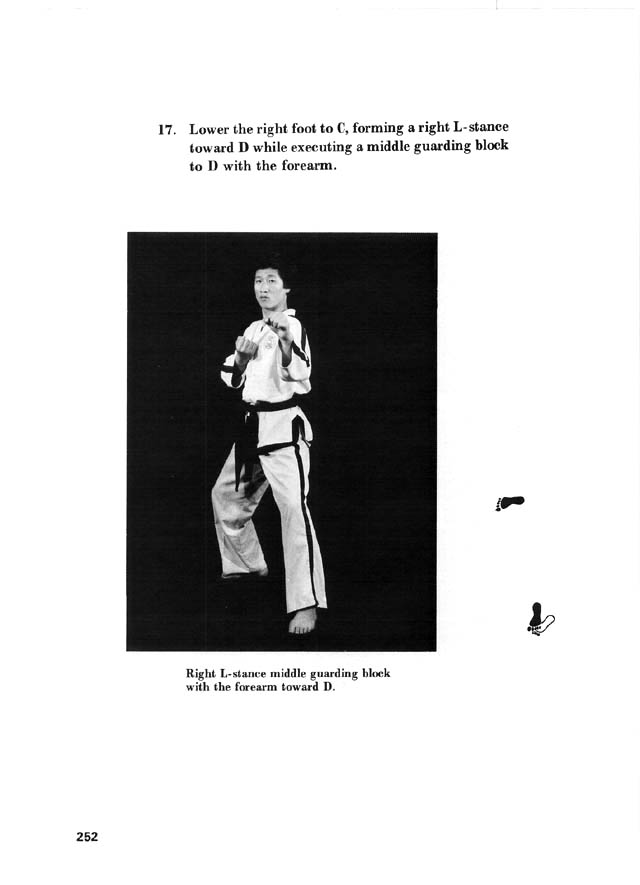 17. Lower the right foot to C, forming a right L-stance
toward D while executing a middle guarding block
to D with the forearm.
Right L-stance middle guarding block
with the forearm toward D.
252